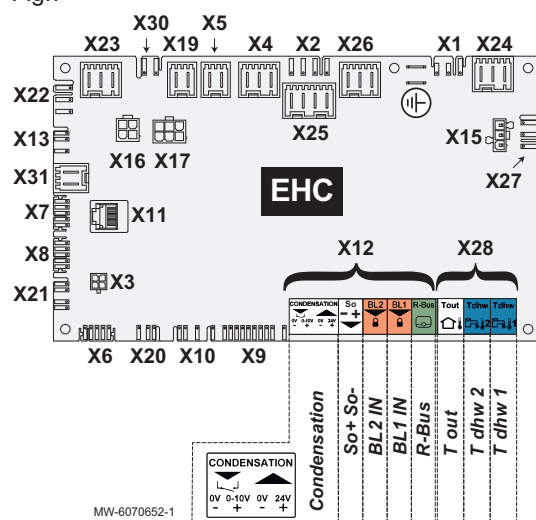 X30 X5
X23 X19 X4 X2 X26 X1 X24
X22
X25
X13
X16 X17
X15
X31
X27
EHC
X7
X11
X8
X12 X28
X3
X21
CONDENSATION So BL2 BL1 R-Bus Tout Tdhw Tdhw
0V 0-10V 0V 24V
- + - +
- +
2 1
X6 X20 X10 X9
Condensation
So+ So-
BL2 IN
BL1 IN
R-Bus
T out
T dhw 2
T dhw 1
CONDENSATION
0V 0-10V 0V 24V
- + - +
MW-6070652-1